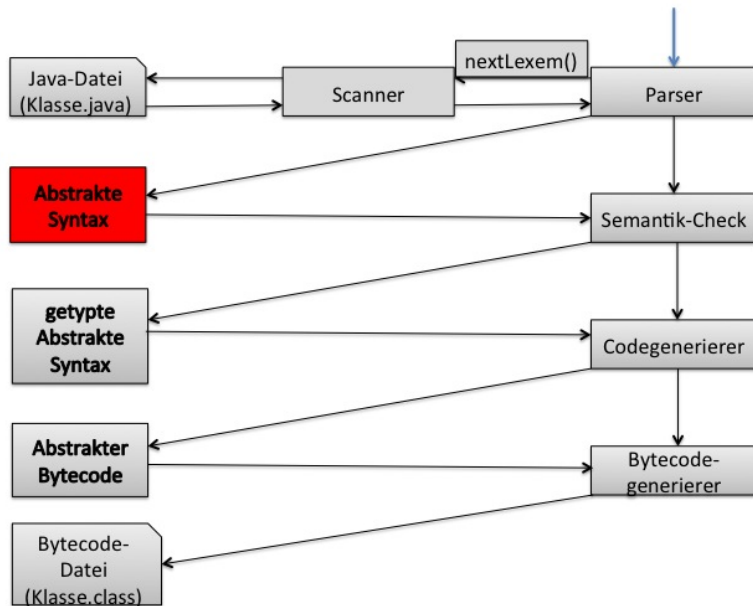 nextLexem()
Java-Datei
(Klasse.java)
Scanner
Parser
Abstrakte
Syntax
Semantik-Check
getypte
Abstrakte
Syntax
Codegenerierer
Abstrakter
Bytecode
Bytecode-
generierer
Bytecode-
Datei
(Klasse.class)